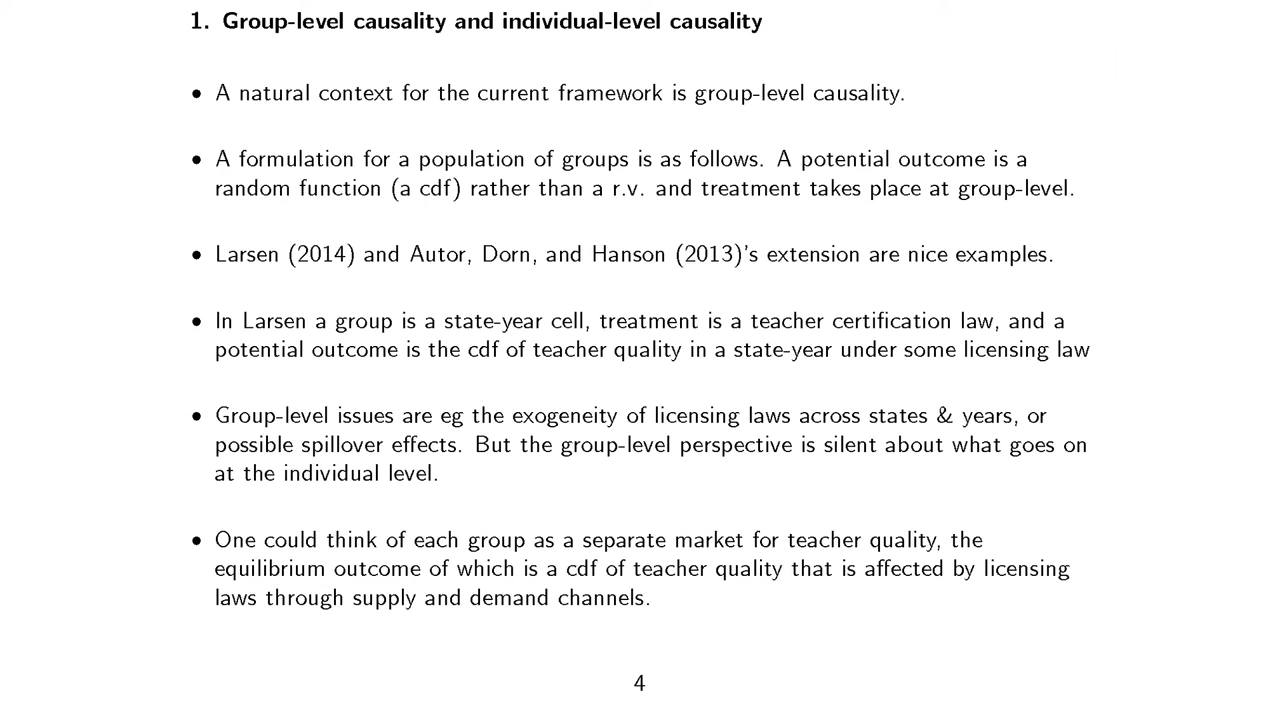 1. Group-level causality and individual-level causality
• A natural context for the current framework is group-level causality.
• A formulation for a population of groups is as follows. A potential outcome is a
random function (a cdf) rather than a r.v. and treatment takes place at group-level.
• Larsen (2014) and Autor, Dorn, and Hanson (2013)'s extension are nice examples.
• In Larsen a group is a state-year cell, treatment is a teacher certification law, and a
potential outcome is the cdf of teacher quality in a state-year under some licensing law
• Group-level issues are eg the exogeneity of licensing laws across states & years, or
possible spillover effects. But the group-level perspective is silent about what goes on
at the individual level.
• One could think of each group as a separate market for teacher quality, the
equilibrium outcome of which is a cdf of teacher quality that is affected by licensing
laws through supply and demand channels.
4